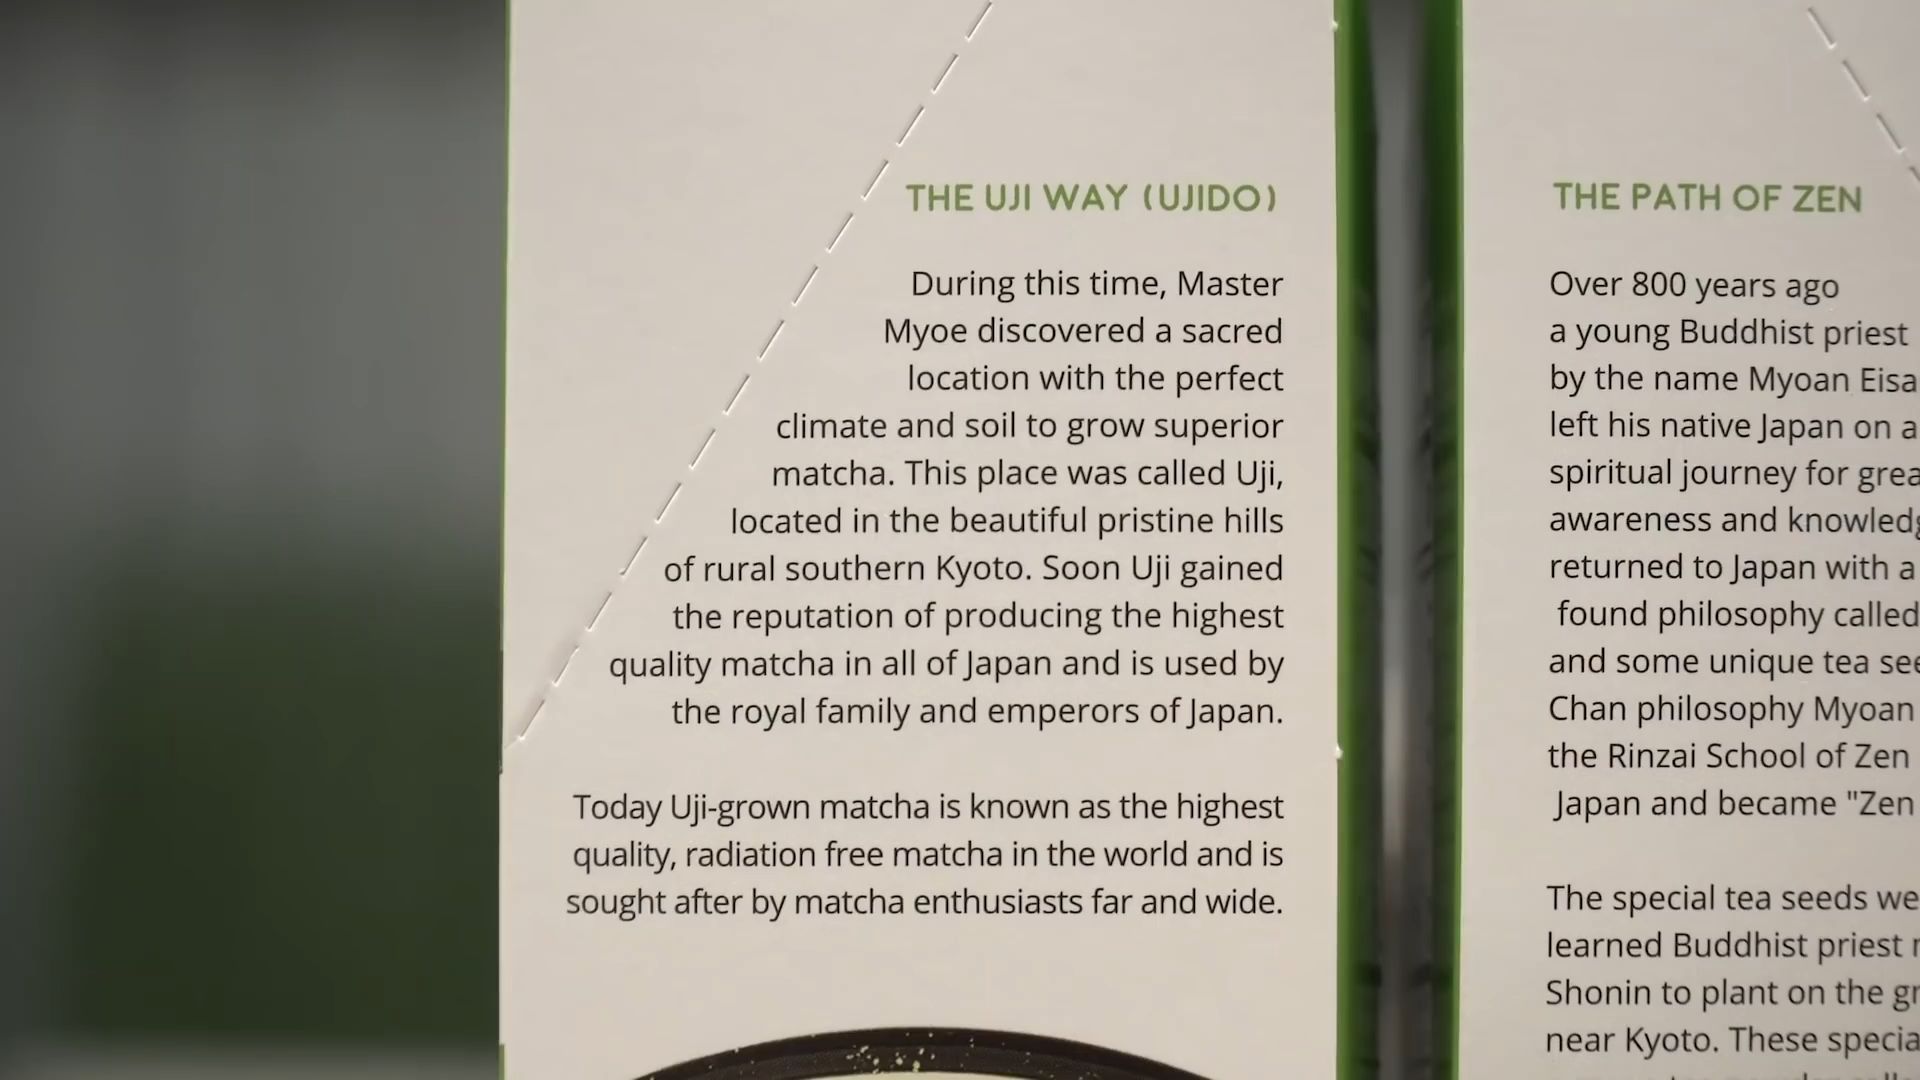 THE UJI WAY (UJIDO)
During this time, Master
Myoe discovered a sacred
location with the perfect
climate and soil to grow superior
matcha. This place was called Uji,
located in the beautiful pristine hills
of rural southern Kyoto. Soon Uji gained
the reputation of producing the highest
quality matcha in all of Japan and is used by
the royal family and emperors of Japan.
Today Uji-grown matcha is known as the highest
quality, radiation free matcha in the world and is
sought after by matcha enthusiasts far and wide.
THE PATH OF ZEN
Over 800 years ago
a young Buddhist priest
by the name Myoan Eisa
left his native Japan on a
spiritual journey for grea
awareness and knowledg
returned to Japan with a
found philosophy called
and some unique tea see
Chan philosophy Myoan
the Rinzai School of Zen
Japan and became "Zen
The special tea seeds we
learned Buddhist priest
Shonin to plant on the gr
near Kyoto. These specia